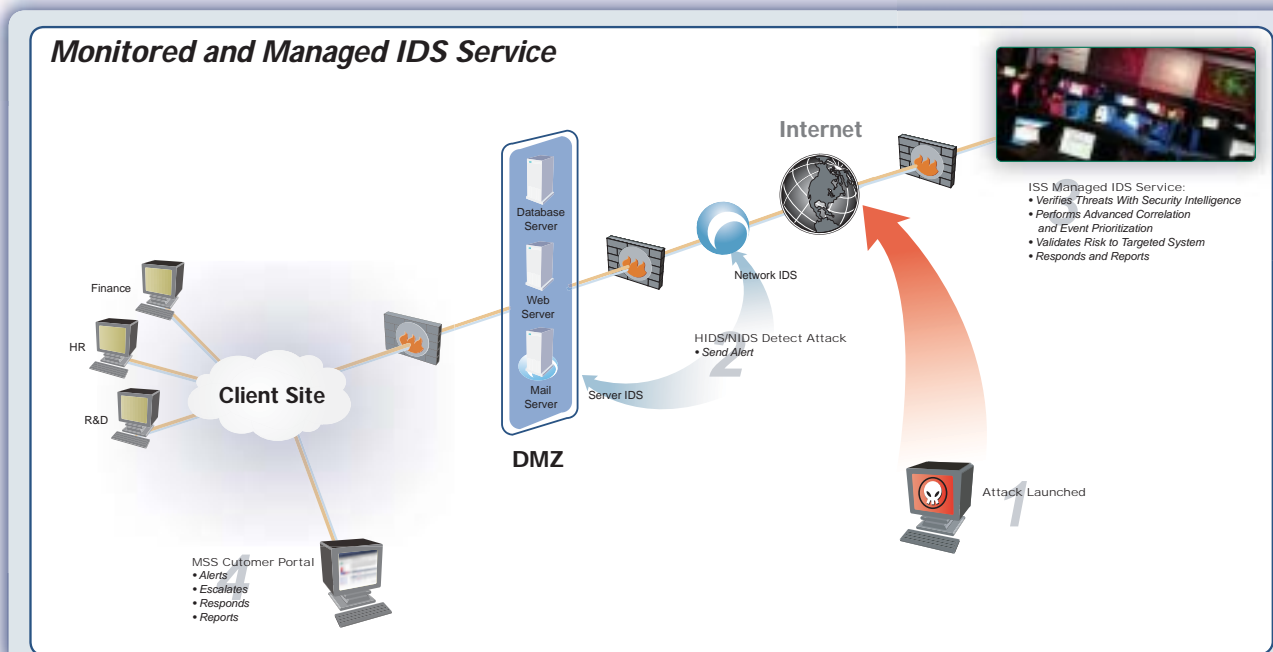 Monitored and Managed IDS Service
Internet
3
ISS Managed IDS Service:
• Verifies Threats With Security Intelligence
• Performs Advanced Correlation
and Event Prioritization
• Validates Risk to Targeted System
• Responds and Reports
Database
Server
Web
Server
Mail
Server
DMZ
Network IDS
2
HIDS/NIDS Detect Attack
• Send Alert
Server IDS
Finance
HR
R&D
Client Site
1
Attack Launched
4
MSS Cutomer Portal
• Alerts
• Escalates
• Responds
• Reports